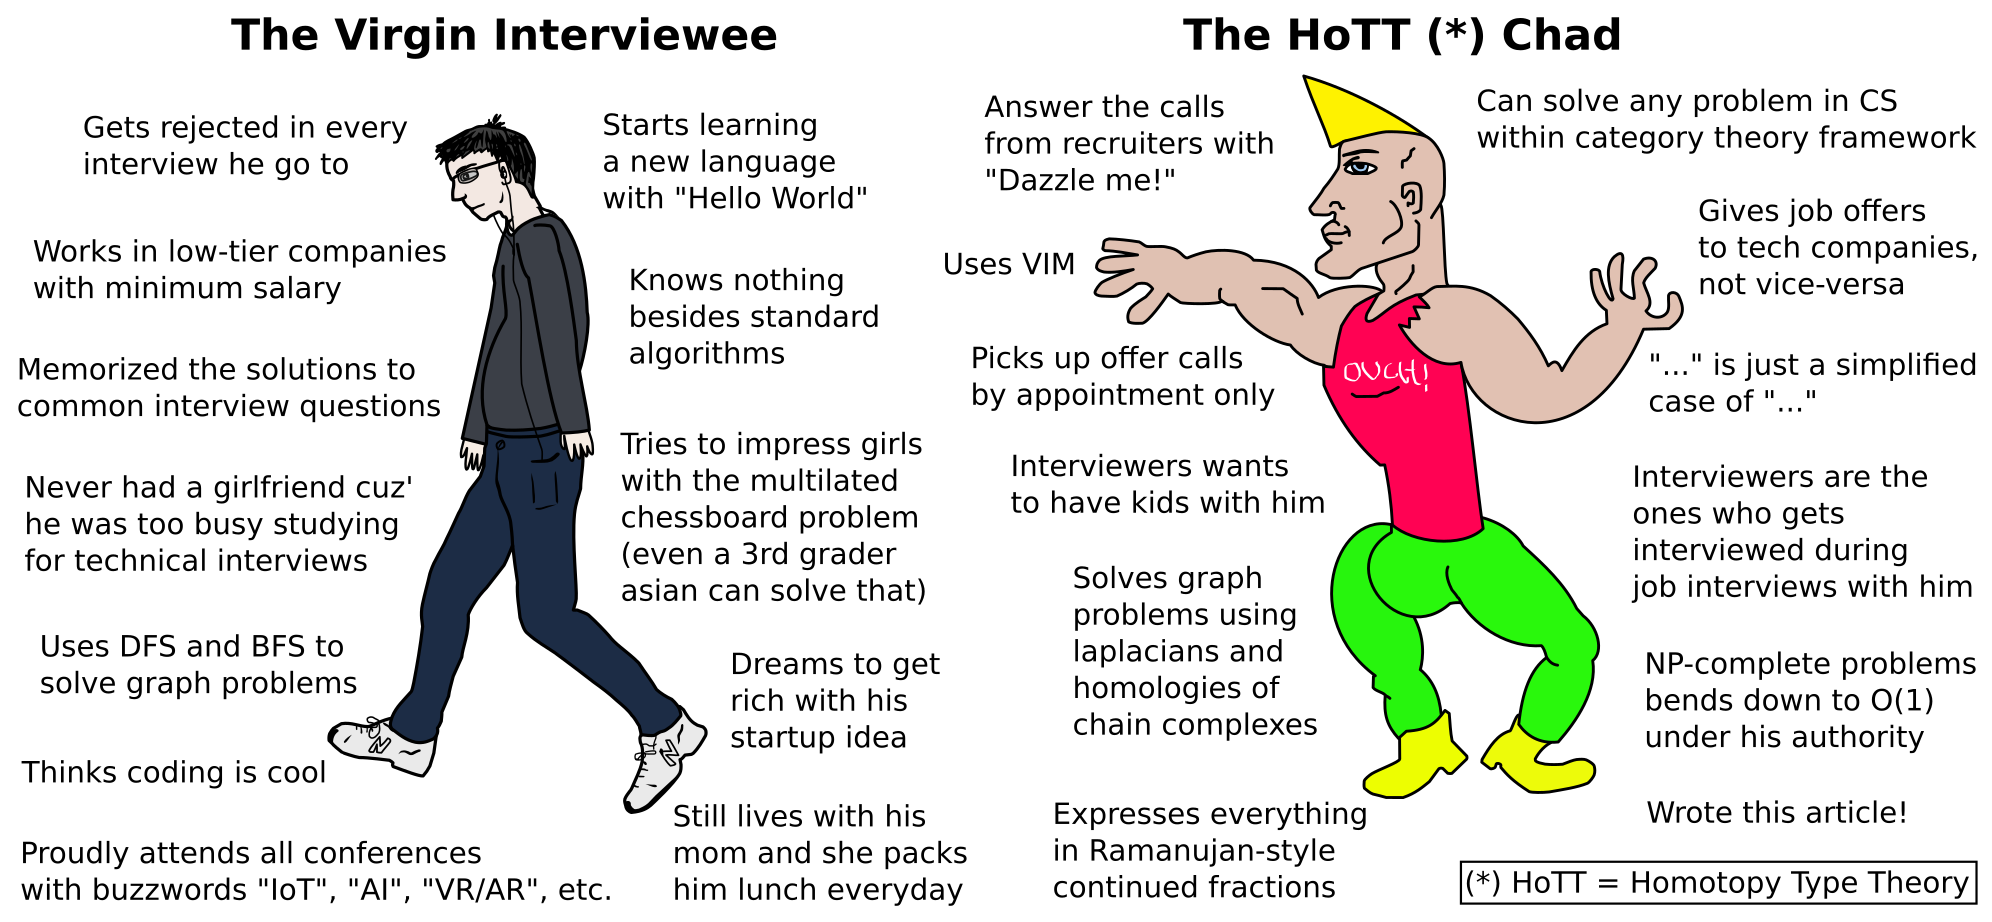 The Virgin Interviewee
Gets rejected in every
interview he go to
Starts learning
a new language
with "Hello World"
Works in low-tier companies
with minimum salary
Knows nothing
besides standard
algorithms
Memorized the solutions to
common interview questions
Tries to impress girls
with the multilated
chessboard problem
(even a 3rd grader
asian can solve that)
Never had a girlfriend cuz'
he was too busy studying
for technical interviews
Uses DFS and BFS to
solve graph problems
Dreams to get
rich with his
startup idea
N
N
Thinks coding is cool
Still lives with his
mom and she packs
him lunch everyday
Proudly attends all conferences
with buzzwords "IoT", "AI", "VR/AR", etc.
The HoTT (*) Chad
Answer the calls
from recruiters with
"Dazzle me!"
Can solve any problem in CS
within category theory framework
Uses VIM
Gives job offers
to tech companies,
not vice-versa
Picks up offer calls
by appointment only
OUCH!
"..." is just a simplified
case of "..."
Interviewers wants
to have kids with him
Interviewers are the
ones who gets
interviewed during
job interviews with him
Solves graph
problems using
laplacians and
homologies of
chain complexes
NP-complete problems
bends down to O(1)
under his authority
Expresses everything
in Ramanujan-style
continued fractions
Wrote this article!
(*) HoTT = Homotopy Type Theory